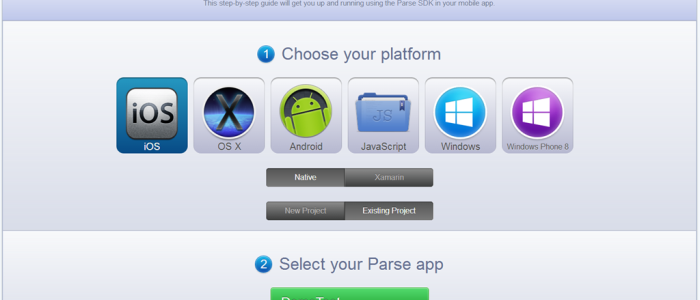 This step-by-step guide will get you up and running using the Parse SDK in your mobile app
1 Choose your platform
iOS
X
JS
iOS OS X Android JavaScript Windows Windows Phone 8
Native Xamarin
New Project Existing Project
2 Select your Parse app